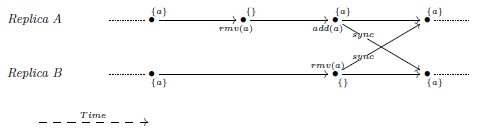 Replica A {a} {} {a} {a}
rmv(a) add(a)
sync
sync
rmv(a)
Replica B {a} {} {a}
Time